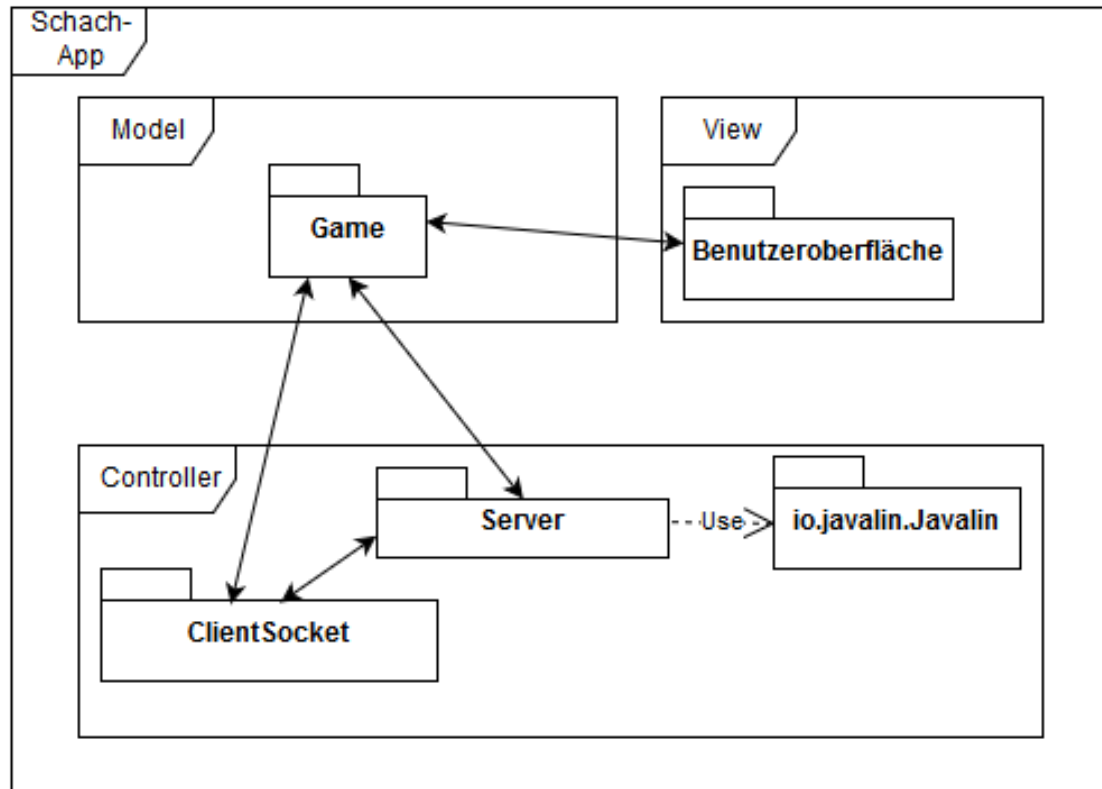 Schach-
App
Model
View
Game
Benutzeroberfläche
Controller
Server
Use
io.javalin.Javalin
ClientSocket